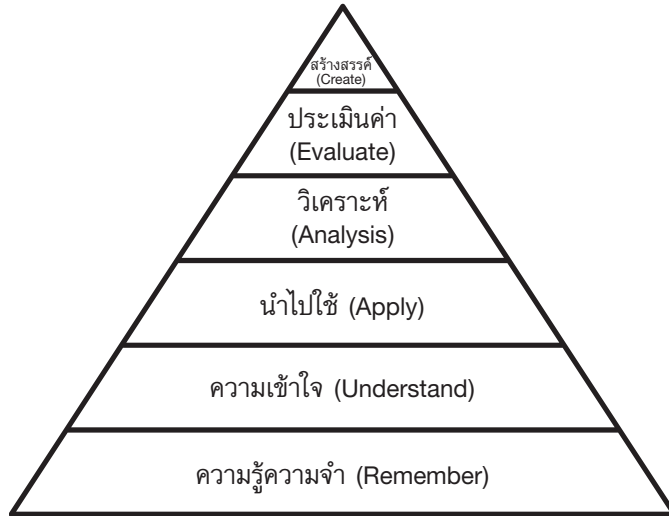 สร้างสรรค์
(Create)
ประเมินค่า
(Evaluate)
วิเคราะห์
(Analysis)
นำไปใช้ (Apply)
ความเข้าใจ (Understand)
ความรู้ความจำ (Remember)